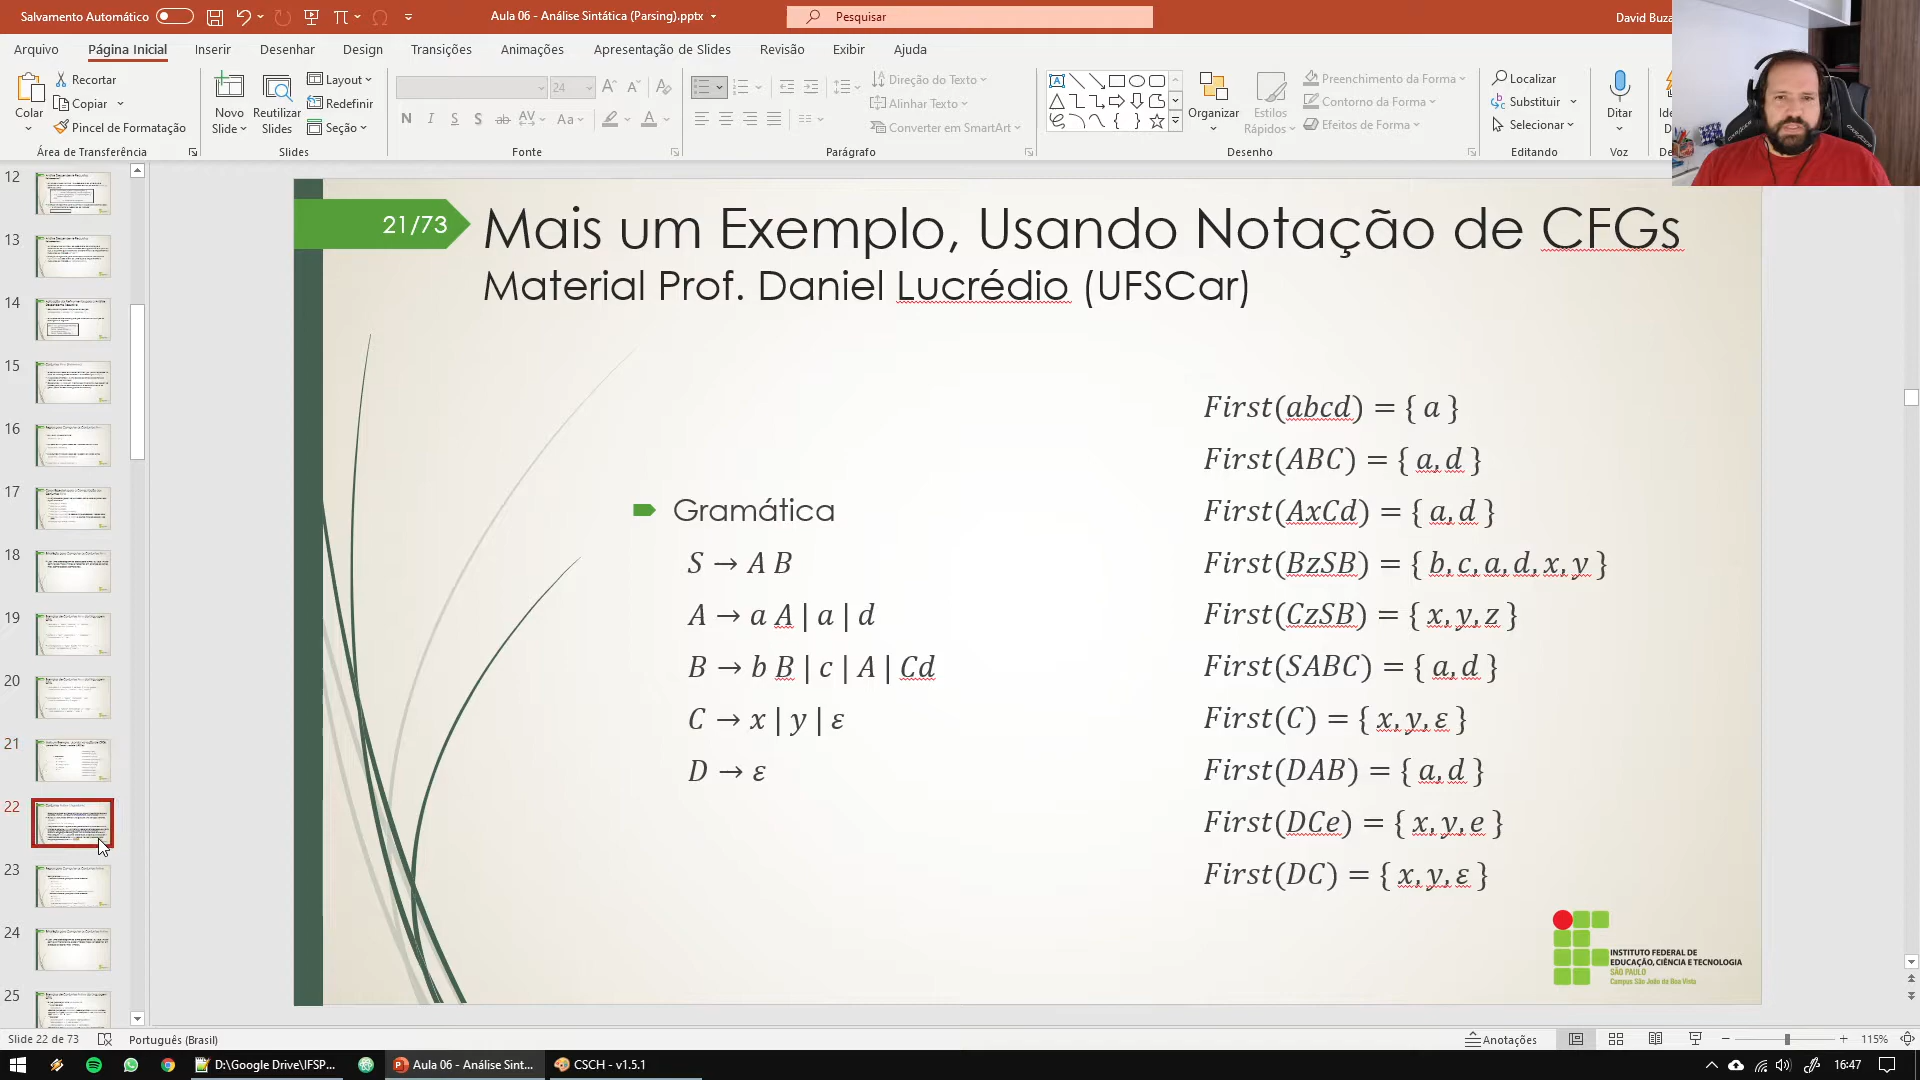 Salvamento Automático
Aula 06 - Análise Sintática (Parsing).pptx
Pesquisar
David Buza
Arquivo
Página Inicial
Inserir
Desenhar
Design
Transições
Animações
Apresentação de Slides
Revisão
Exibir
Ajuda
Colar
Recortar
Copiar
Pincel de Formatação
Área de Transferência
Novo
Slide
Reutilizar
Slides
Layout
Redefinir
Seção
Slides
24
N I S S ab AV Aa A
Fonte
Direção do Texto
Alinhar Texto
Converter em SmartArt
Parágrafo
Organizar
Estilos
Rápidos
Preenchimento da Forma
Contorno da Forma
Efeitos de Forma
Desenho
Localizar
Substituir
Selecionar
Editando
Ditar
Voz
12
13
14
15
16
17
18
19
20
21
22
23
24
25
21/73
Mais um Exemplo, Usando Notação de CFGs
Material Prof. Daniel Lucrédio (UFSCar)
Gramática
S → A B
A → a A | a | d
B → b B | c | A | Cd
C → x | y | ε
D → ε
First(abcd) = { a }
First(ABC) = { a, d }
First(AxCd) = { a, d }
First(BzSB) = { b, c, a, d, x, y }
First(CzSB) = { x, y, z }
First(SABC) = { a, d }
First(C) = { x, y, ε }
First(DAB) = { a, d }
First(DCe) = { x, y, e }
First(DC) = { x, y, ε }
INSTITUTO FEDERAL DE
EDUCAÇÃO, CIÊNCIA E TECNOLOGIA
SÃO PAULO
Campus São João da Boa Vista
Slide 22 de 73
Português (Brasil)
Anotações
115%
D:\Google Drive\IFSP...
Aula 06 - Análise Sint...
CSCH - v1.5.1
16:47